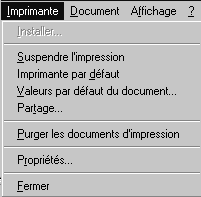 Imprimante Document Affichage ?
Installer...
Suspendre l'impression
Imprimante par défaut
Valeurs par défaut du document...
Partage...
Purger les documents d'impression
Propriétés...
Fermer